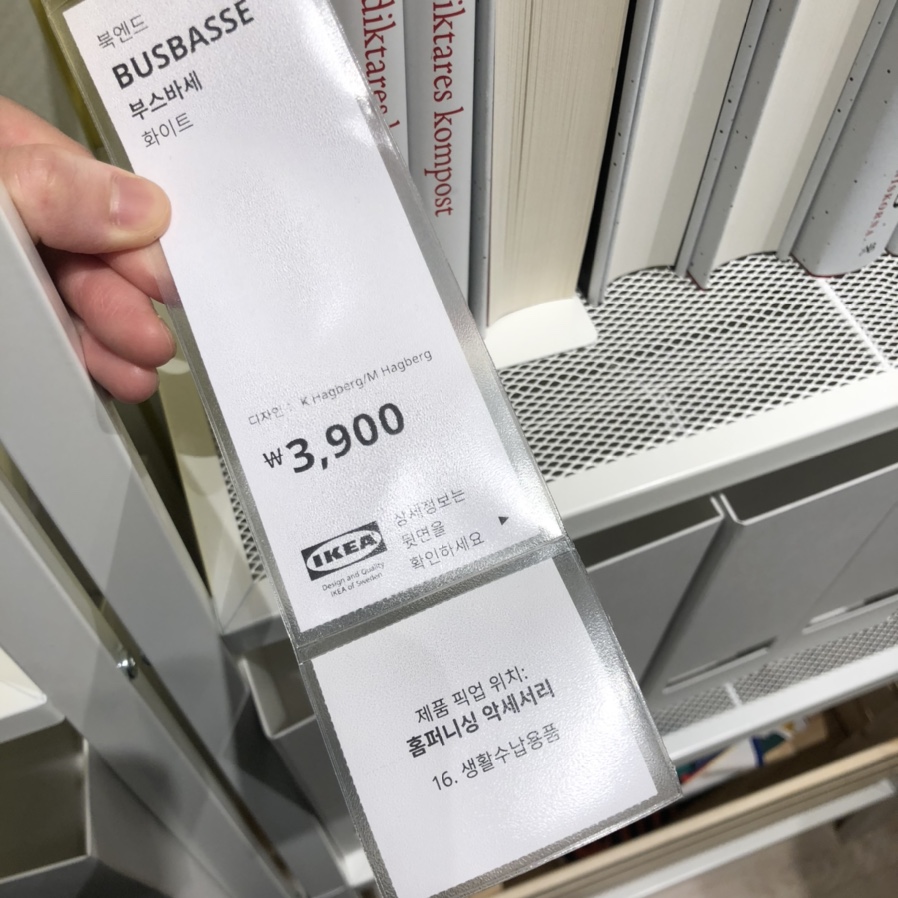 북엔드
BUSBASSE
부스바세
화이트
디자인: K Hagberg/M Hagberg
₩3,900
IKEA
Design and Quality
IKEA of Sweden
상세정보는
뒷면을
확인하세요
제품 픽업 위치:
홈퍼니싱 악세서리
16. 생활수납용품
diktares k
diktares kompost